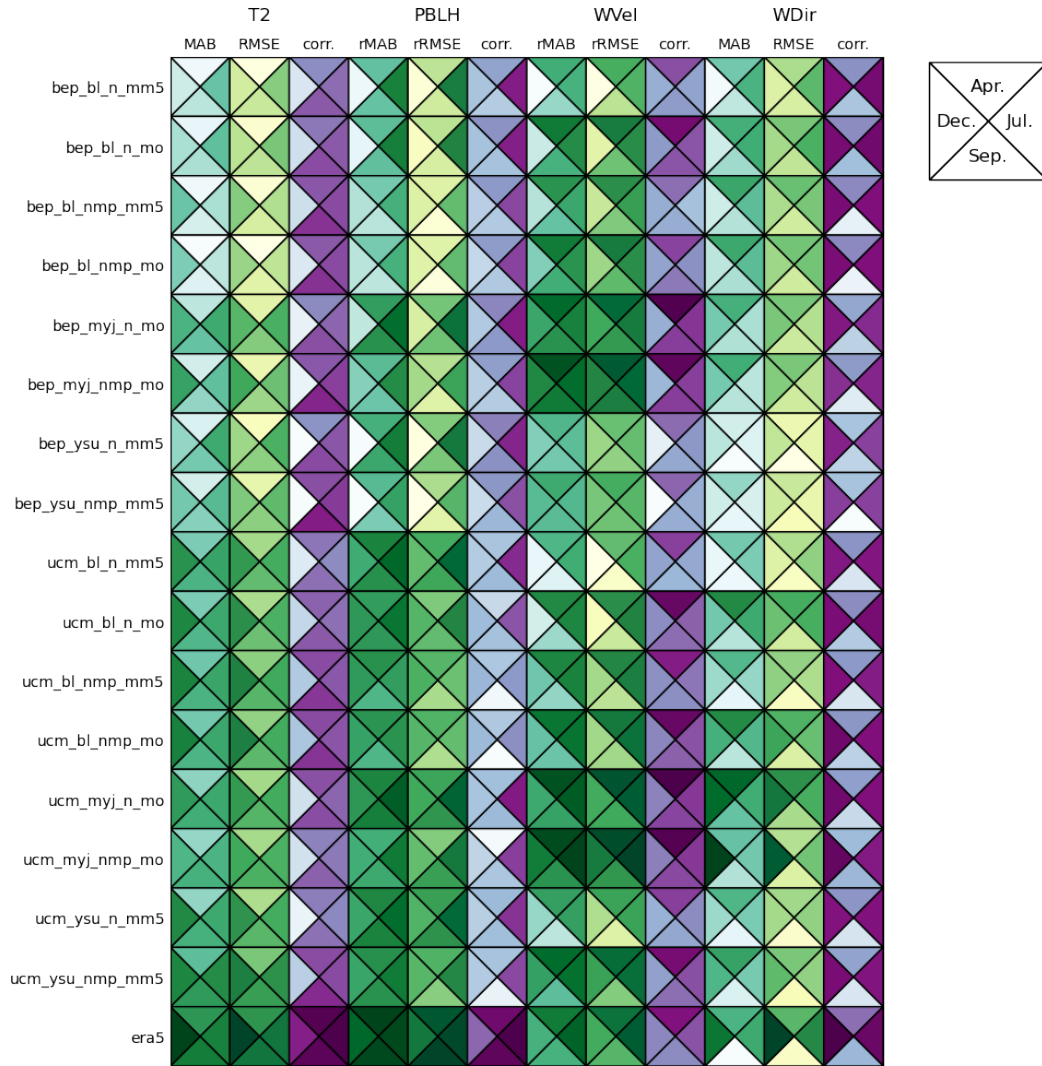 T2 PBLH WVel WDir
MAB RMSE corr. rMAB rRMSE corr. rMAB rRMSE corr. MAB RMSE corr.
bep_bl_n_mm5
Apr.
Dec. Jul.
Sep.
bep_bl_n_mo
bep_bl_nmp_mm5
bep_bl_nmp_mo
bep_myj_n_mo
bep_myj_nmp_mo
bep_ysu_n_mm5
bep_ysu_nmp_mm5
ucm_bl_n_mm5
ucm_bl_n_mo
ucm_bl_nmp_mm5
ucm_bl_nmp_mo
ucm_myj_n_mo
ucm_myj_nmp_mo
ucm_ysu_n_mm5
ucm_ysu_nmp_mm5
era5